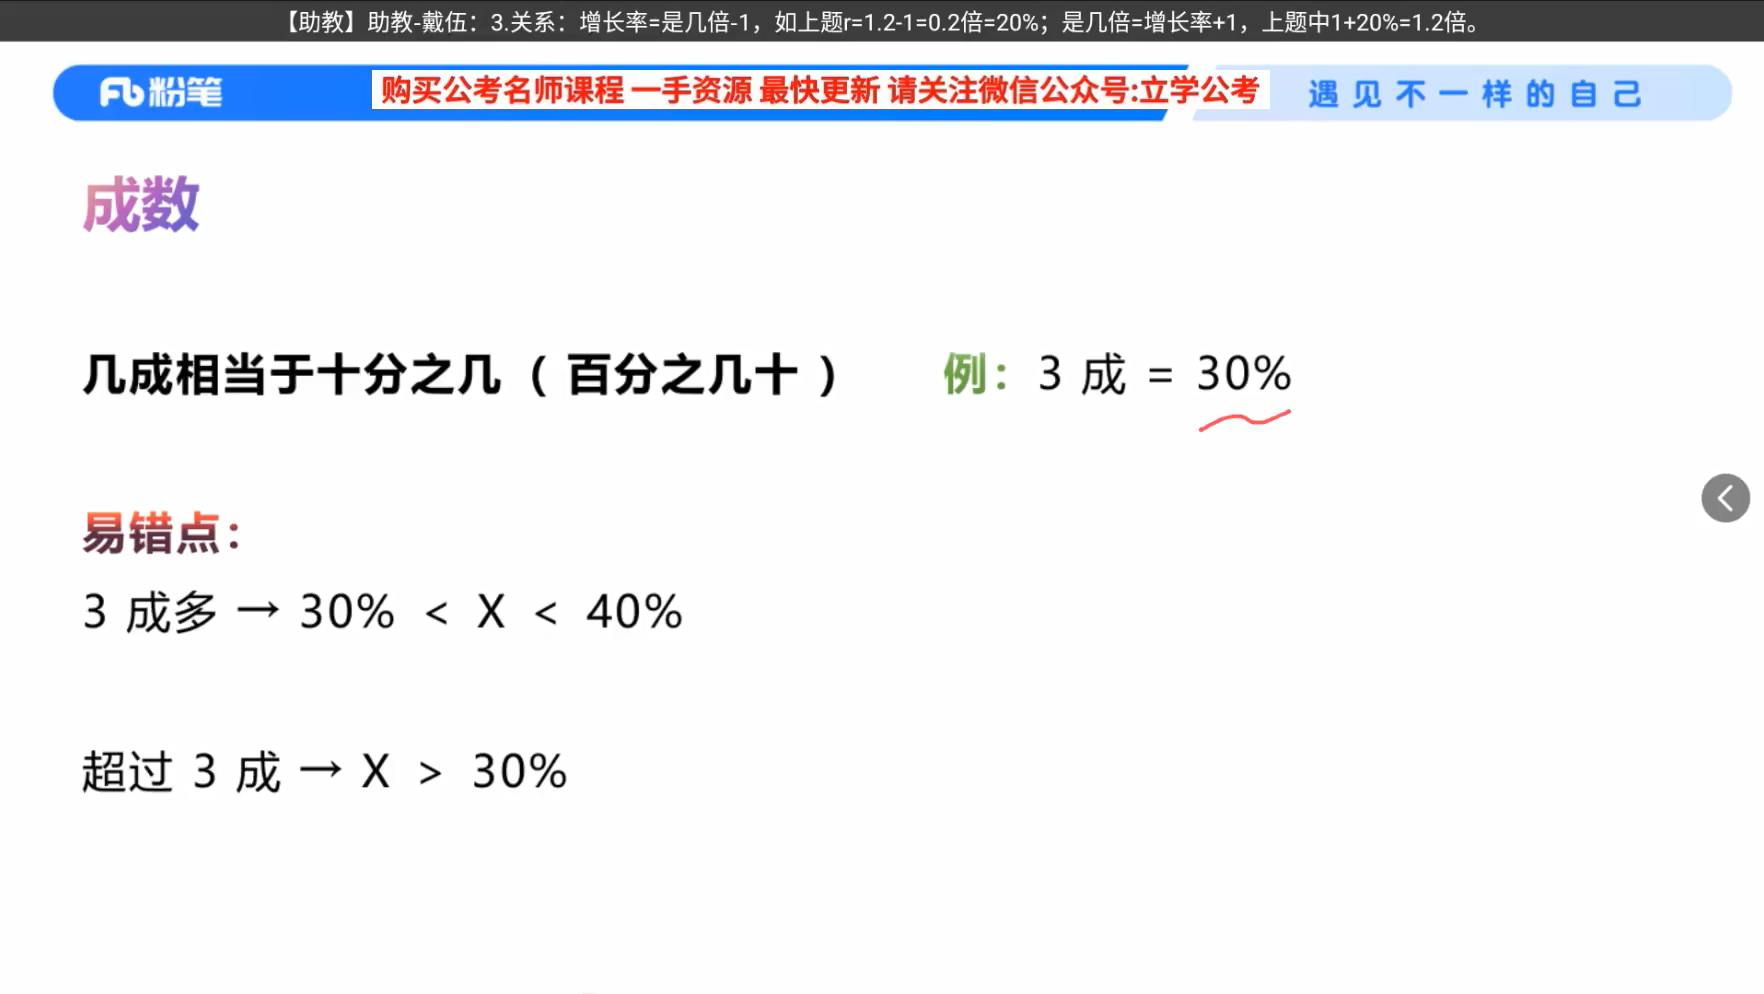 【助教】助教-戴伍：3.关系：增长率=是几倍-1，如上题r=1.2-1=0.2倍=20%；是几倍=增长率+1，上题中1+20%=1.2倍。
粉笔 购买公考名师课程 一手资源 最快更新 请关注微信公众号:立学公考 遇见不一样的自己
成数
几成相当于十分之几（百分之几十） 例：3 成 = 30%
易错点：
3 成多 → 30% < X < 40%
超过 3 成 → X > 30%